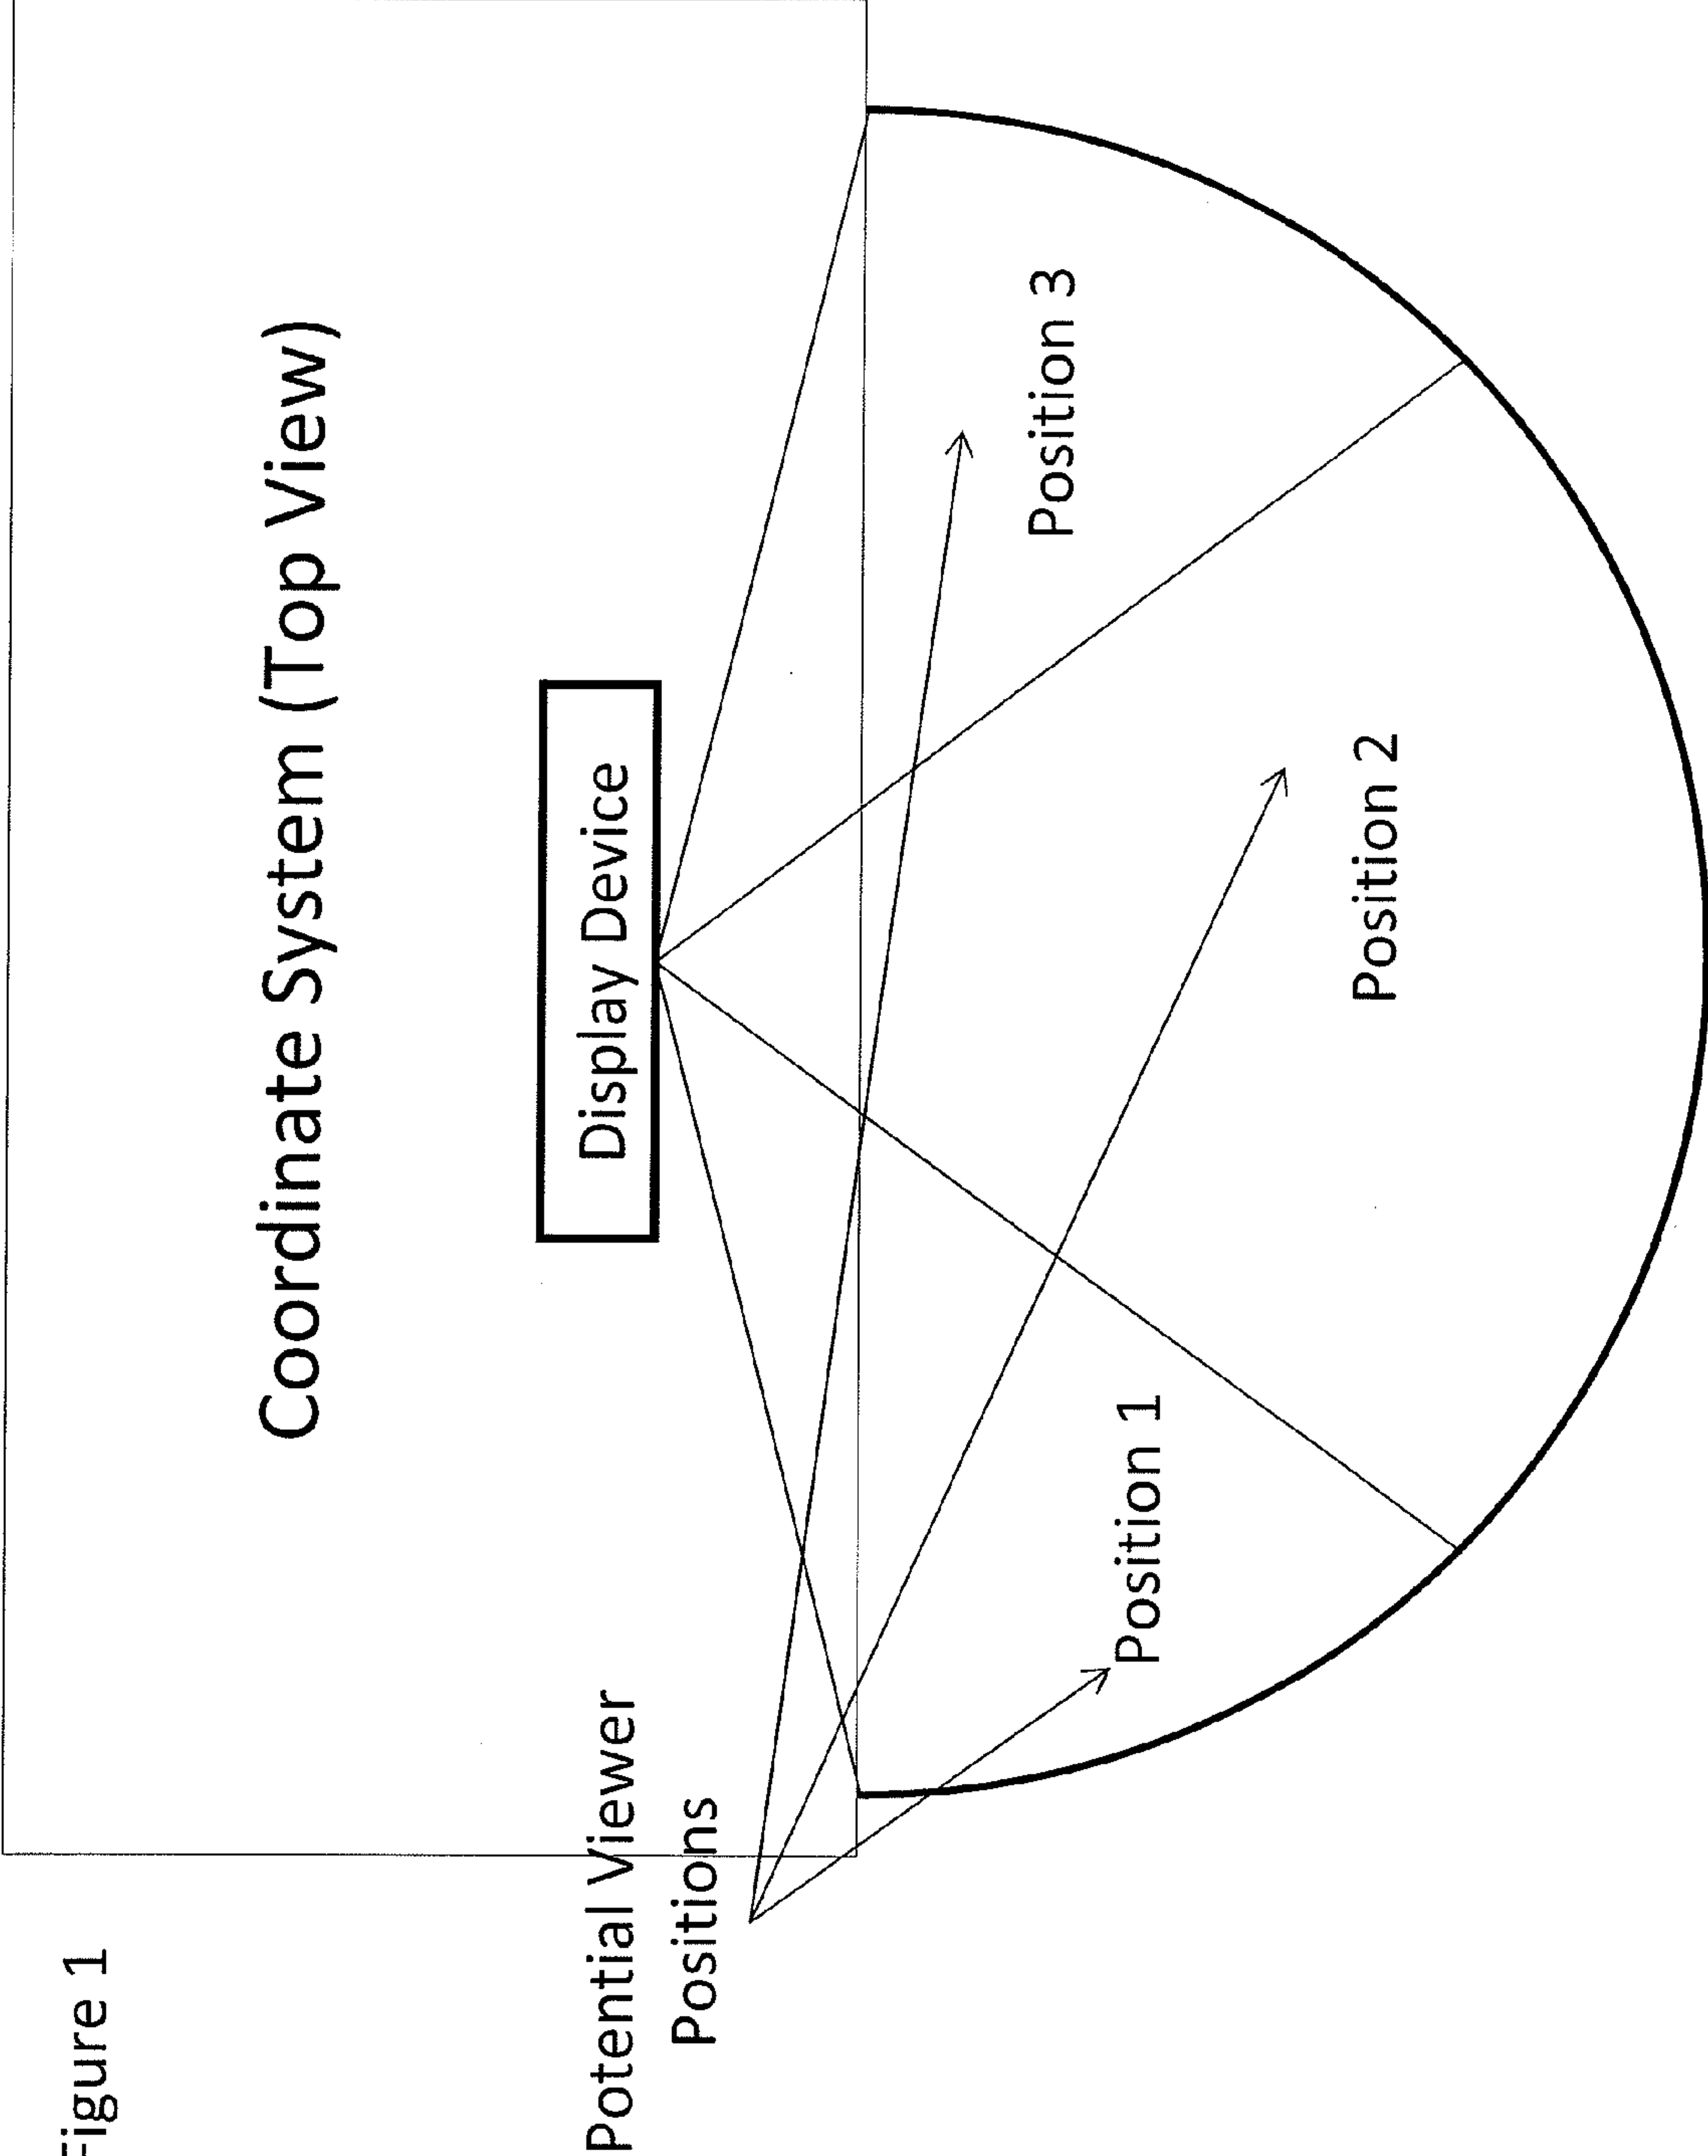 Figure 1
Coordinate System (Top View)
Display Device
Potential Viewer
Positions
Position 1
Position 2
Position 3